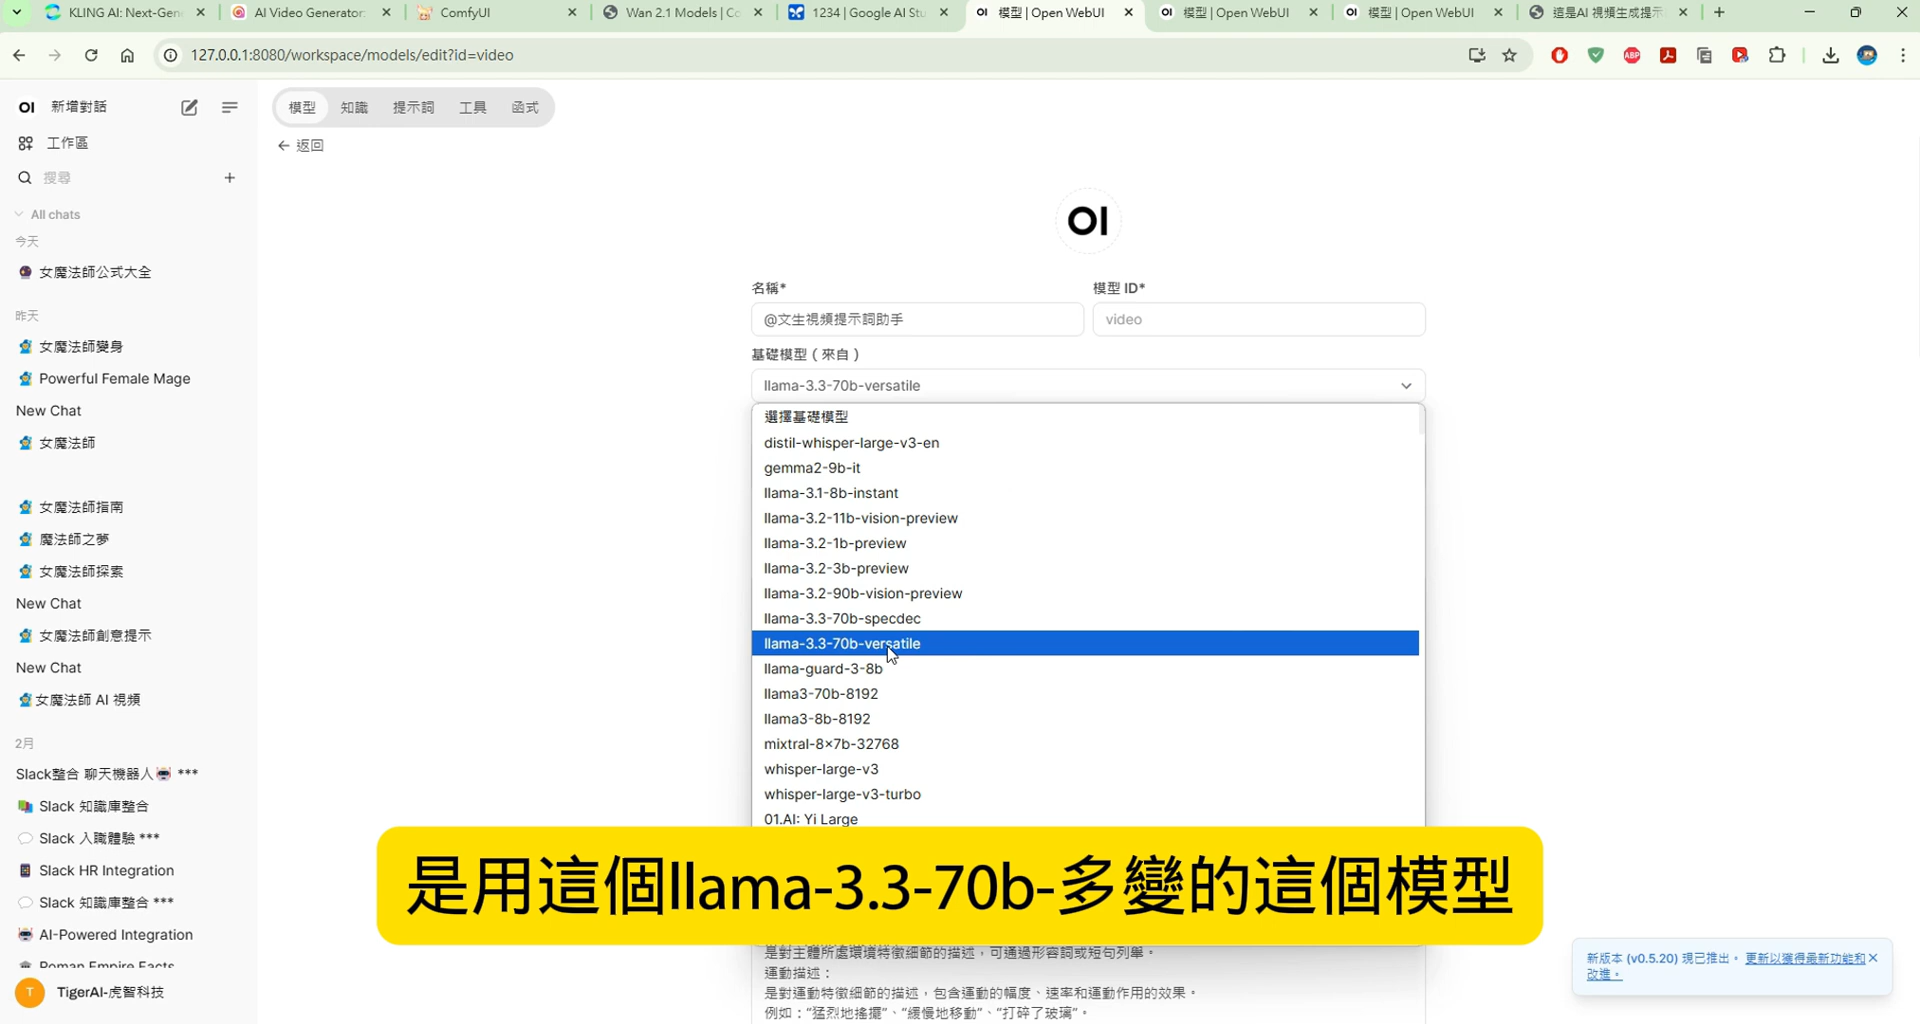 KLING AI: Next-Gen
AI Video Generator:
ComfyUI
Wan 2.1 Models | Co
1234 | Google AI Stu
模型 | Open WebUI
模型 | Open WebUI
模型 | Open WebUI
這是AI 視頻生成提示
127.0.0.1:8080/workspace/models/edit?id=video
ABP
OI 新增對話
工作區
搜尋
All chats
今天
女魔法師公式大全
昨天
女魔法師變身
Powerful Female Mage
New Chat
女魔法師
女魔法師指南
魔法師之夢
女魔法師探索
New Chat
女魔法師創意提示
New Chat
女魔法師 AI 視頻
2月
Slack整合 聊天機器人 ***
Slack 知識庫整合
Slack 入職體驗 ***
Slack HR Integration
Slack 知識庫整合 ***
AI-Powered Integration
Roman Empire Facts
T TigerAI-虎智科技
模型 知識 提示詞 工具 函式
返回
OI
名稱* 模型 ID*
@文生視頻提示詞助手 video
基礎模型 ( 來自 )
llama-3.3-70b-versatile
選擇基礎模型
distil-whisper-large-v3-en
gemma2-9b-it
llama-3.1-8b-instant
llama-3.2-11b-vision-preview
llama-3.2-1b-preview
llama-3.2-3b-preview
llama-3.2-90b-vision-preview
llama-3.3-70b-specdec
llama-3.3-70b-versatile
llama-guard-3-8b
llama3-70b-8192
llama3-8b-8192
mixtral-8x7b-32768
whisper-large-v3
whisper-large-v3-turbo
01.AI: Yi Large
是用這個llama-3.3-70b-多變的這個模型
是對主體所處環境特徵細節的描述，可通過形容詞或短句列舉。
運動描述：
是對運動特徵細節的描述，包含運動的幅度、速率和運動作用的效果。
例如：“猛烈地搖擺”、“緩慢地移動”、“打碎了玻璃”。
新版本 (v0.5.20) 現已推出。 更新以獲得最新功能和
改進。